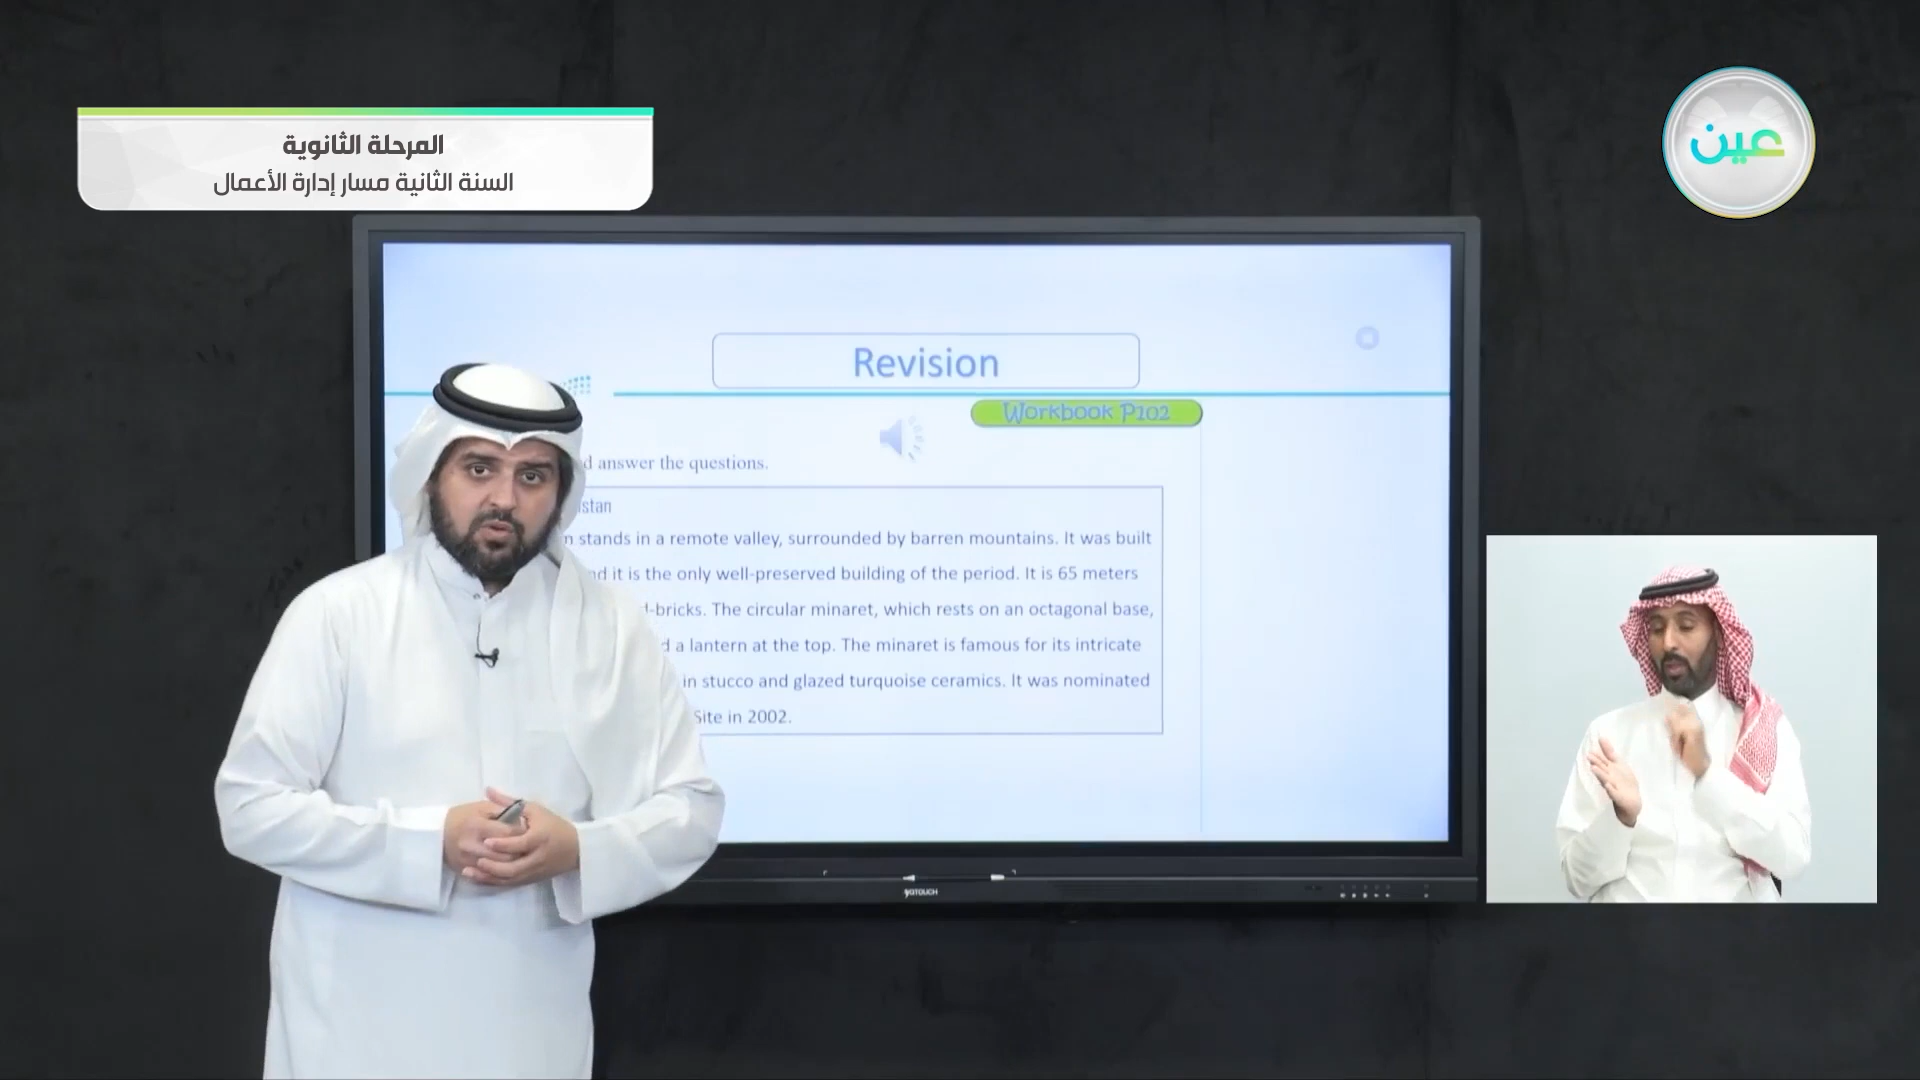 المرحلة الثانوية
السنة الثانية مسار إدارة الأعمال
عين
Revision
Workbook P102
answer the questions.
stands in a remote valley, surrounded by barren mountains. It was built
it is the only well-preserved building of the period. It is 65 meters
The circular minaret, which rests on an octagonal base,
a lantern at the top. The minaret is famous for its intricate
in stucco and glazed turquoise ceramics. It was nominated
Site in 2002.